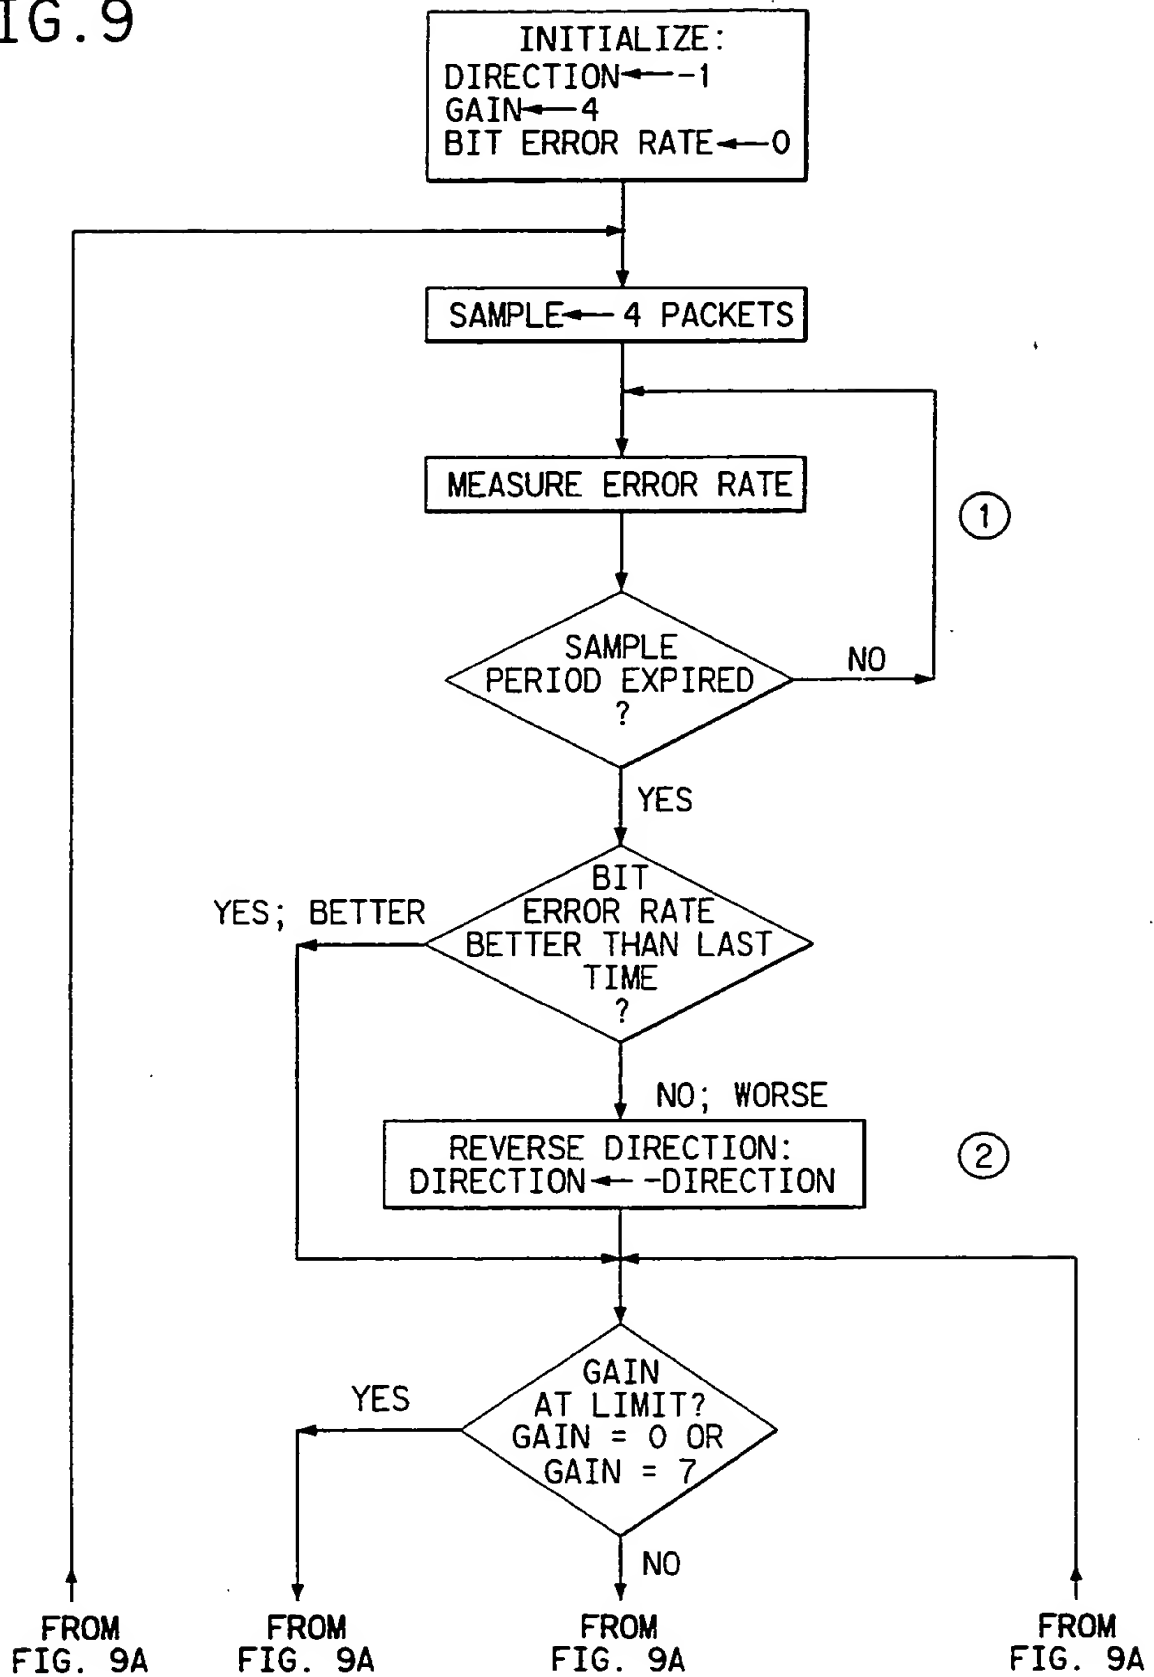 IG.9
INITIALIZE:
DIRECTION←-1
GAIN←4
BIT ERROR RATE←0
SAMPLE← 4 PACKETS
MEASURE ERROR RATE
1
SAMPLE
PERIOD EXPIRED
?
NO
YES
BIT
ERROR RATE
BETTER THAN LAST
TIME
?
YES; BETTER
NO; WORSE
REVERSE DIRECTION:
DIRECTION← -DIRECTION
2
GAIN
AT LIMIT?
GAIN = 0 OR
GAIN = 7
YES
NO
FROM
FIG. 9A
FROM
FIG. 9A
FROM
FIG. 9A
FROM
FIG. 9A